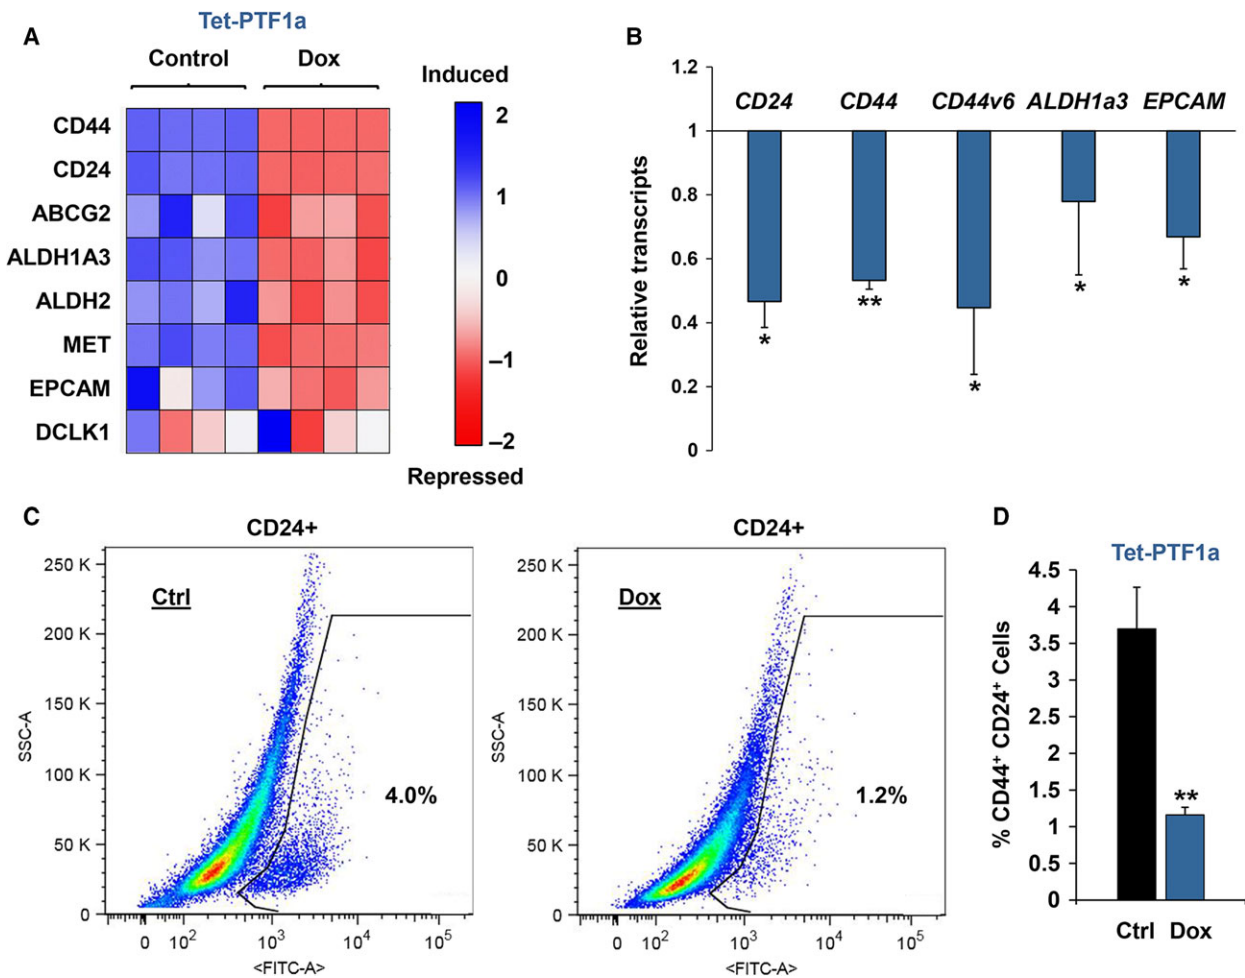 A
Tet-PTF1a
Control Dox
Induced
CD44
CD24
ABCG2
ALDH1A3
ALDH2
MET
EPCAM
DCLK1
2
1
0
–1
–2
Repressed
B
Relative transcripts
1.2
1
0.8
0.6
0.4
0.2
0
CD24 CD44 CD44v6 ALDH1a3 EPCAM
* ** * * *
C
CD24+
Ctrl
4.0%
SSC-A
250 K
200 K
150 K
100 K
50 K
0
0 10² 10³ 10⁴ 10⁵
<FITC-A>
CD24+
Dox
1.2%
SSC-A
250 K
200 K
150 K
100 K
50 K
0
0 10² 10³ 10⁴ 10⁵
<FITC-A>
D
Tet-PTF1a
% CD44⁺ CD24⁺ Cells
4.5
4
3.5
3
2.5
2
1.5
1
0.5
0
**
Ctrl Dox